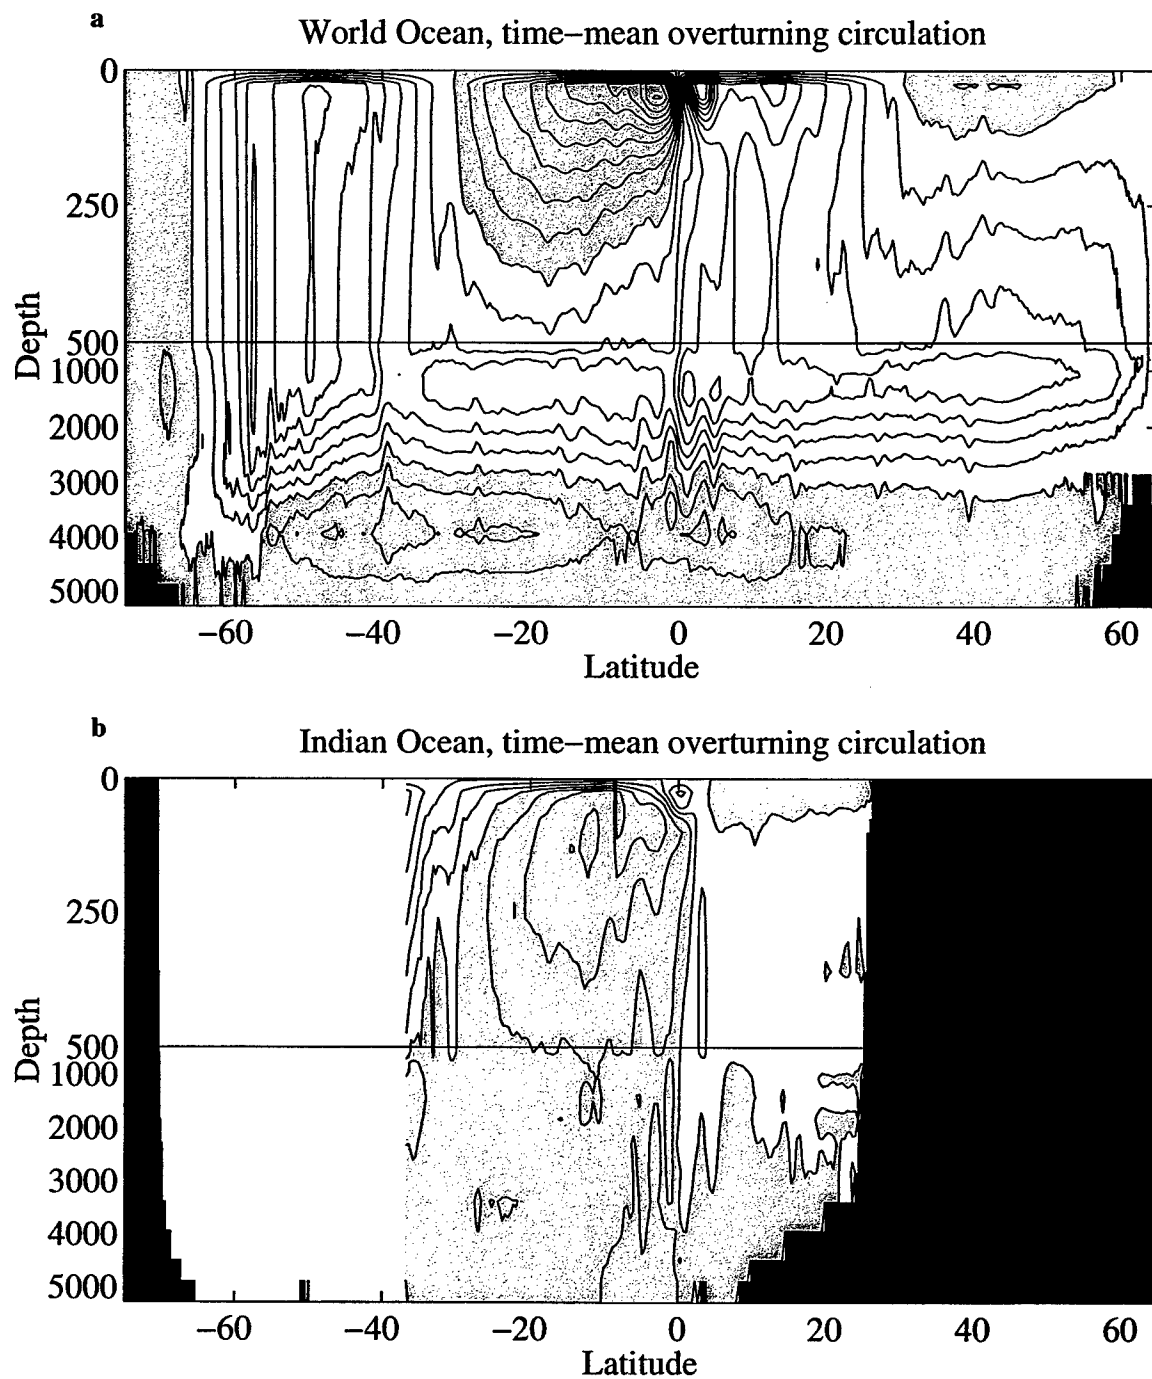 a
World Ocean, time−mean overturning circulation
0
250
500
1000
2000
3000
4000
5000
Depth
−60 −40 −20 0 20 40 60
Latitude
b
Indian Ocean, time−mean overturning circulation
0
250
500
1000
2000
3000
4000
5000
Depth
−60 −40 −20 0 20 40 60
Latitude